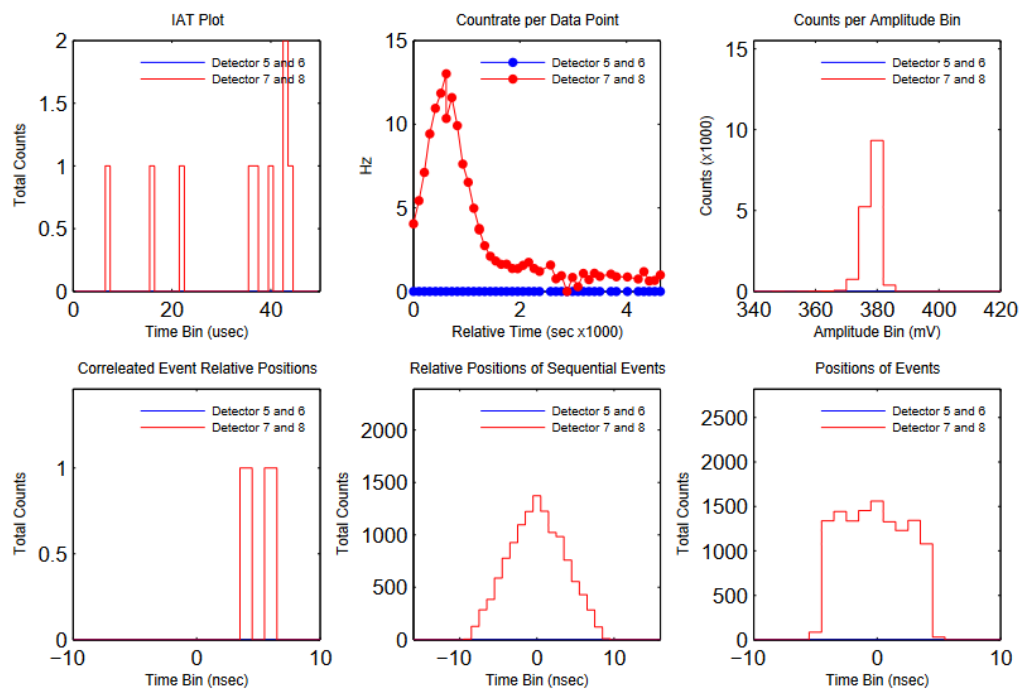 IAT Plot
Detector 5 and 6
Detector 7 and 8
Total Counts
2
1.5
1
0.5
0
0
20
40
Time Bin (usec)
Countrate per Data Point
Detector 5 and 6
Detector 7 and 8
Hz
15
10
5
0
0
2
4
Relative Time (sec x1000)
Counts per Amplitude Bin
Detector 5 and 6
Detector 7 and 8
Counts (x1000)
15
10
5
0
340
360
380
400
420
Amplitude Bin (mV)
Correleated Event Relative Positions
Detector 5 and 6
Detector 7 and 8
Total Counts
1
0.5
0
-10
0
10
Time Bin (nsec)
Relative Positions of Sequential Events
Detector 5 and 6
Detector 7 and 8
Total Counts
2000
1500
1000
500
0
-10
0
10
Time Bin (nsec)
Positions of Events
Detector 5 and 6
Detector 7 and 8
Total Counts
2500
2000
1500
1000
500
0
-10
0
10
Time Bin (nsec)